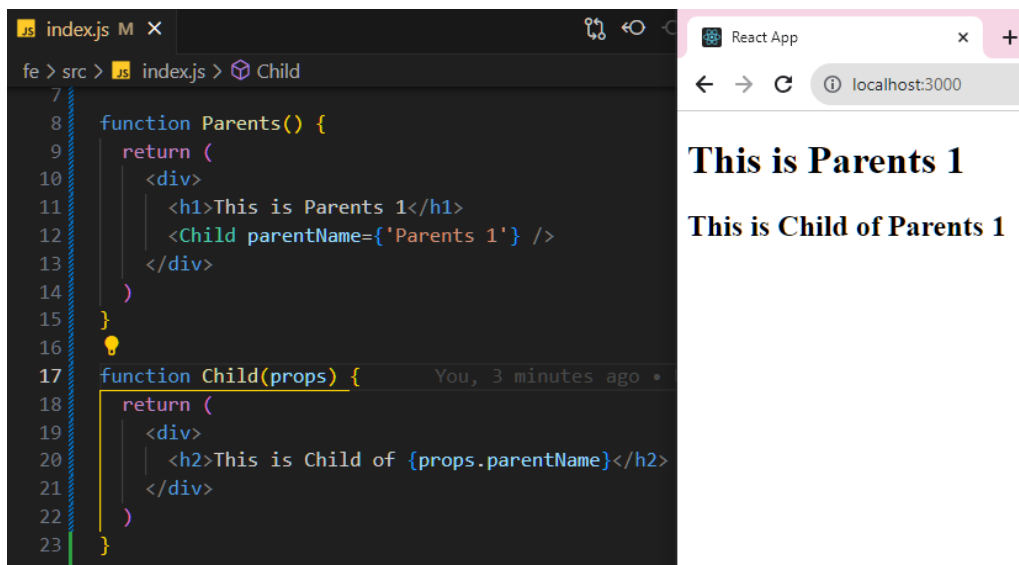 JS index.js M ×
fe > src > JS index.js > Child
7
8 function Parents() {
9 return (
10 <div>
11 <h1>This is Parents 1</h1>
12 <Child parentName={'Parents 1'} />
13 </div>
14 )
15 }
16
17 function Child(props) { You, 3 minutes ago •
18 return (
19 <div>
20 <h2>This is Child of {props.parentName}</h2>
21 </div>
22 )
23 }
React App × +
localhost:3000
This is Parents 1
This is Child of Parents 1